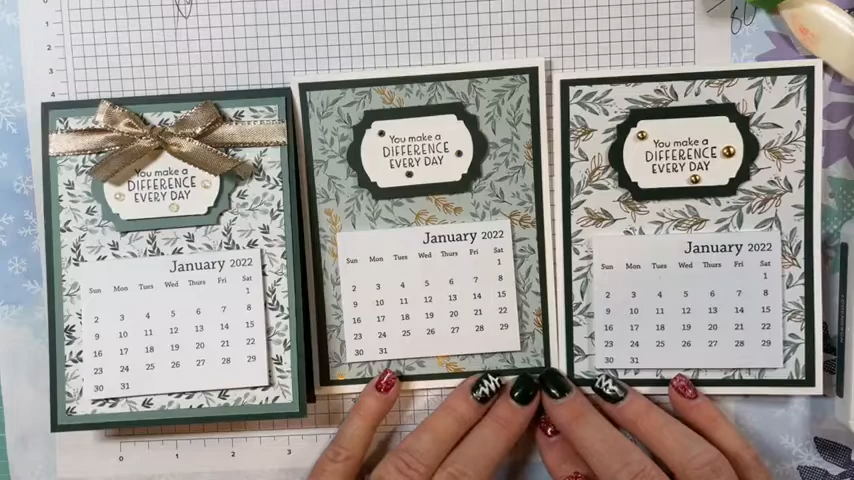 You make a
DIFFERENCE
EVERY DAY
January 2022
Sun Mon Tues Wed Thurs Fri Sat
1
2 3 4 5 6 7 8
9 10 11 12 13 14 15
16 17 18 19 20 21 22
23 24 25 26 27 28 29
30 31
You make a
DIFFERENCE
EVERY DAY
January 2022
Sun Mon Tues Wed Thurs Fri Sat
1
2 3 4 5 6 7 8
9 10 11 12 13 14 15
16 17 18 19 20 21 22
23 24 25 26 27 28 29
30 31
You make a
DIFFERENCE
EVERY DAY
January 2022
Sun Mon Tues Wed Thurs Fri Sat
1
2 3 4 5 6 7 8
9 10 11 12 13 14 15
16 17 18 19 20 21 22
23 24 25 26 27 28 29
30 31
0 1 2 3